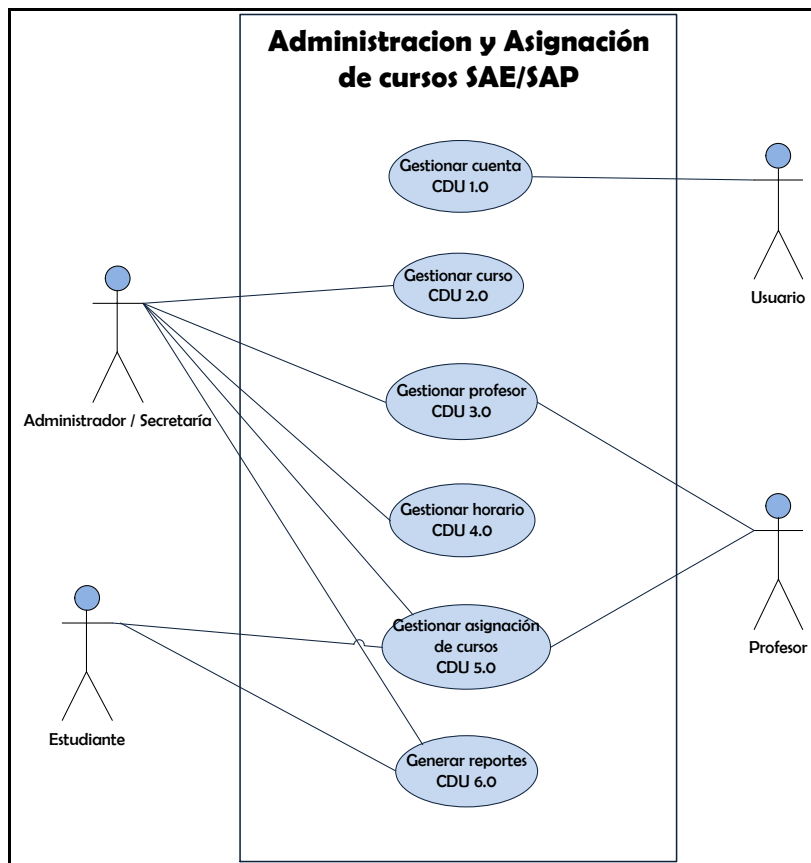 Administracion y Asignación
de cursos SAE/SAP
Gestionar cuenta
CDU 1.0
Usuario
Gestionar curso
CDU 2.0
Administrador / Secretaría
Gestionar profesor
CDU 3.0
Gestionar horario
CDU 4.0
Profesor
Gestionar asignación
de cursos
CDU 5.0
Estudiante
Generar reportes
CDU 6.0